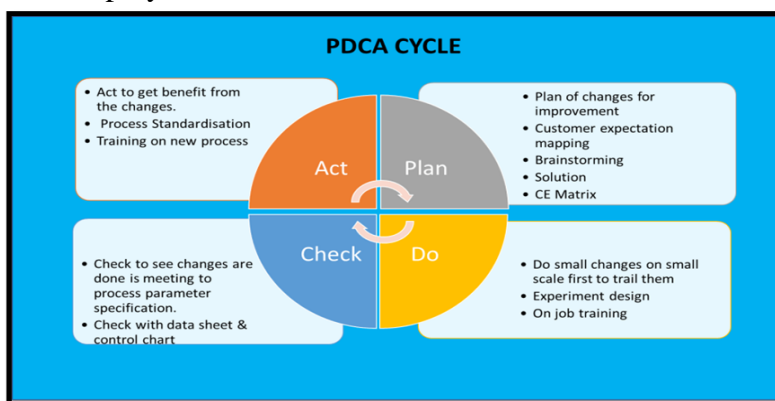 PDCA CYCLE
• Act to get benefit from
the changes.
• Process Standardisation
• Training on new process
Act
Plan
• Plan of changes for
improvement
• Customer expectation
mapping
• Brainstorming
• Solution
• CE Matrix
• Check to see changes are
done is meeting to
process parameter
specification.
• Check with data sheet &
control chart
Check
Do
• Do small changes on small
scale first to trail them
• Experiment design
• On job training